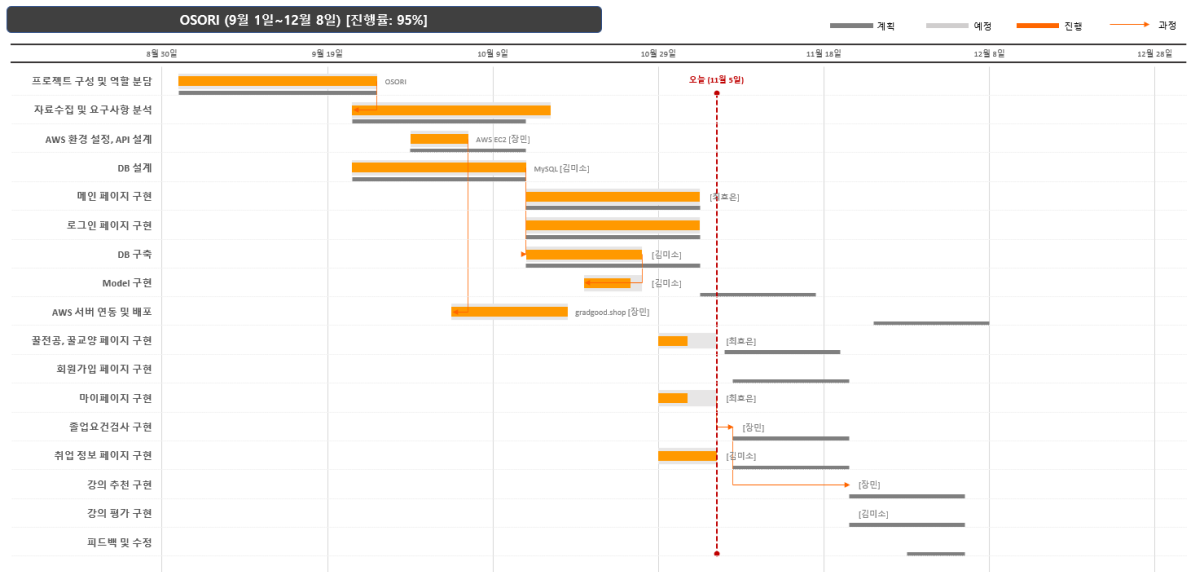 OSORI (9월 1일~12월 8일) [진행률: 95%]
계획 예정 진행 과정
8월 30일 9월 19일 10월 9일 10월 29일 11월 18일 12월 8일 12월 28일
오늘 (11월 5일)
프로젝트 구성 및 역할 분담 OSORI
자료수집 및 요구사항 분석
AWS 환경 설정, API 설계 AWS EC2 [장민]
DB 설계 MySQL [김미소]
메인 페이지 구현 [최효은]
로그인 페이지 구현
DB 구축 [김미소]
Model 구현 [김미소]
AWS 서버 연동 및 배포 gradgood.shop [장민]
꿀전공, 꿀교양 페이지 구현 [최효은]
회원가입 페이지 구현
마이페이지 구현 [최효은]
졸업요건검사 구현 [장민]
취업 정보 페이지 구현 [김미소]
강의 추천 구현 [장민]
강의 평가 구현 [김미소]
피드백 및 수정